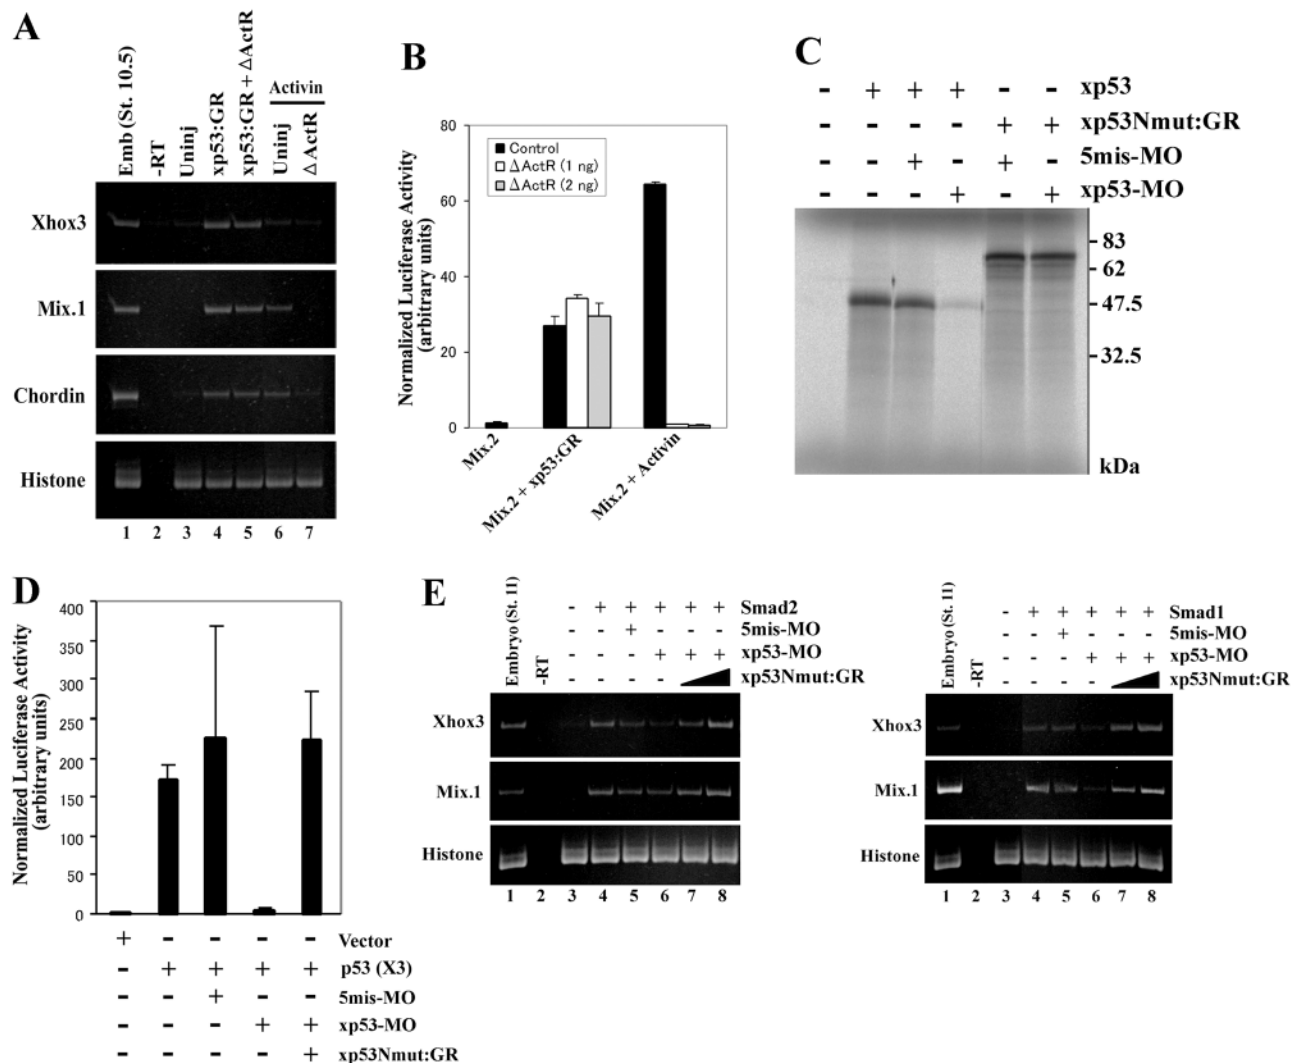 A
Emb (St. 10.5)
-RT
Uninj
xp53:GR
xp53:GR + ΔActR
Activin
Uninj
Δ ActR
Xhox3
Mix.1
Chordin
Histone
1 2 3 4 5 6 7
B
Normalized Luciferase Activity
(arbitrary units)
80
60
40
20
0
Control
ΔActR (1 ng)
ΔActR (2 ng)
Mix.2
Mix.2 + xp53:GR
Mix.2 + Activin
C
- + + + - - xp53
- - - - + + xp53Nmut:GR
- - + - + - 5mis-MO
- - - + - + xp53-MO
83
62
47.5
32.5
kDa
D
Normalized Luciferase Activity
(arbitrary units)
400
350
300
250
200
150
100
50
0
+ - - - - Vector
- + + + + p53 (X3)
- - + - - 5mis-MO
- - - + + xp53-MO
- - - - + xp53Nmut:GR
E
Embryo (St. 11)
-RT
- + + + + + Smad2
- - + - - - 5mis-MO
- - - + + + xp53-MO
- - - - xp53Nmut:GR
Xhox3
Mix.1
Histone
1 2 3 4 5 6 7 8
Embryo (St. 11)
-RT
- + + + + + Smad1
- - + - - - 5mis-MO
- - - + + + xp53-MO
- - - - xp53Nmut:GR
Xhox3
Mix.1
Histone
1 2 3 4 5 6 7 8